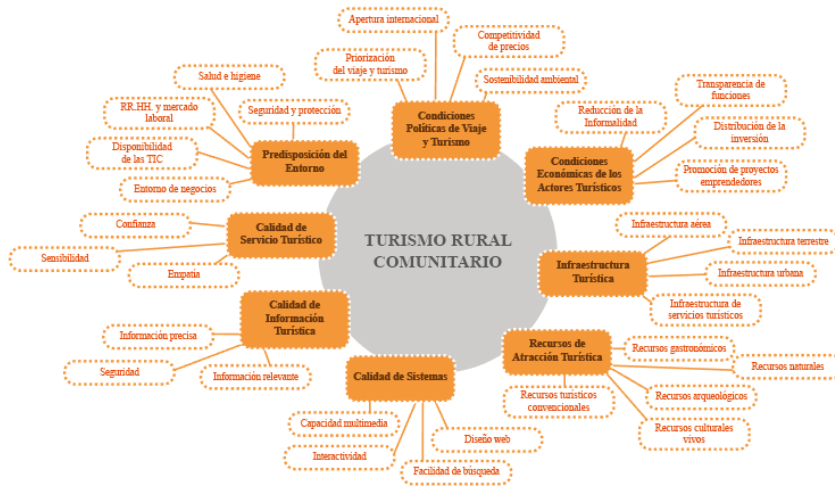 TURISMO RURAL
COMUNITARIO
Condiciones
Políticas de Viaje
y Turismo
Priorización
del viaje y turismo
Apertura internacional
Competitividad
de precios
Sostenibilidad ambiental
Condiciones
Económicas de los
Actores Turísticos
Reducción de la
Informalidad
Transparencia de
funciones
Distribución de la
inversión
Promoción de proyectos
emprendedores
Infraestructura
Turística
Infraestructura aérea
Infraestructura terrestre
Infraestructura urbana
Infraestructura de
servicios turísticos
Recursos de
Atracción Turística
Recursos gastronómicos
Recursos naturales
Recursos arqueológicos
Recursos culturales
vivos
Recursos turísticos
convencionales
Calidad de Sistemas
Diseño web
Facilidad de búsqueda
Interactividad
Capacidad multimedia
Calidad de
Información
Turística
Información relevante
Seguridad
Información precisa
Calidad de
Servicio Turístico
Empatía
Sensibilidad
Confianza
Predisposición del
Entorno
Entorno de negocios
Disponibilidad
de las TIC
RR.HH. y mercado
laboral
Salud e higiene
Seguridad y protección